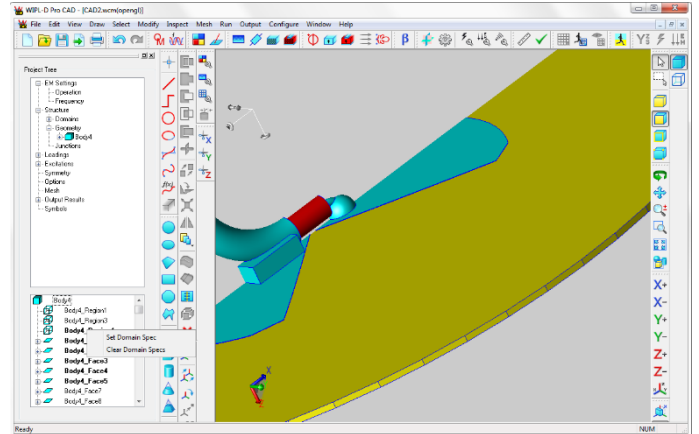 WIPL-D Pro CAD - [CAD2.wcm(opengl)]
File Edit View Draw Select Modify Inspect Mesh Run Output Configure Window Help
Project Tree
EM Settings
Operation
Frequency
Structure
Domains
Geometry
Body4
Junctions
Loadings
Excitations
Symmetry
Options
Mesh
Output Results
Symbols
Body4
Body4_Region1
Body4_Region3
Set Domain Spec
Clear Domain Specs
Body4_Face3
Body4_Face4
Body4_Face5
Body4_Face7
Body4_Face8
f(x)
X
Y
Z
β
X+
X-
Y+
Y-
Z+
Z-
X
Z
Ready
NUM